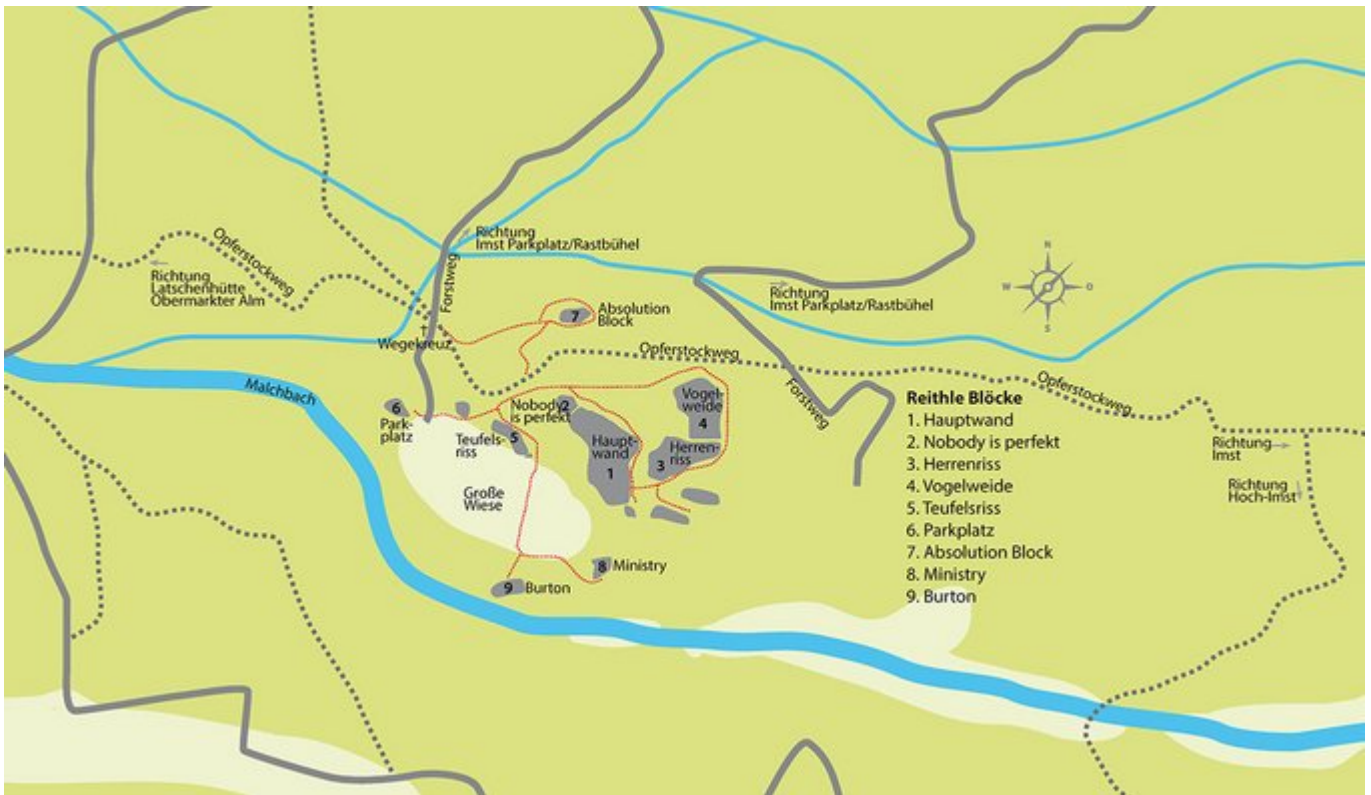 Opferstockweg
Richtung
Latschenhütte
Obermarkter Alm
Forstweg
Richtung
Imst Parkplatz/Rastbühel
Wegekreuz
7
Absolution
Block
Richtung
Imst Parkplatz/Rastbühel
N
W
O
S
Opferstockweg
Forstweg
Opferstockweg
Malchbach
6
Park-
platz
Teufels-
riss
5
Nobody
is perfekt
2
Haupt-
wand
1
Vogel-
weide
4
Herren-
riss
3
Große
Wiese
8
Ministry
9
Burton
Reithle Blöcke
1. Hauptwand
2. Nobody is perfekt
3. Herrenriss
4. Vogelweide
5. Teufelsriss
6. Parkplatz
7. Absolution Block
8. Ministry
9. Burton
Richtung
Imst
Richtung
Hoch-Imst